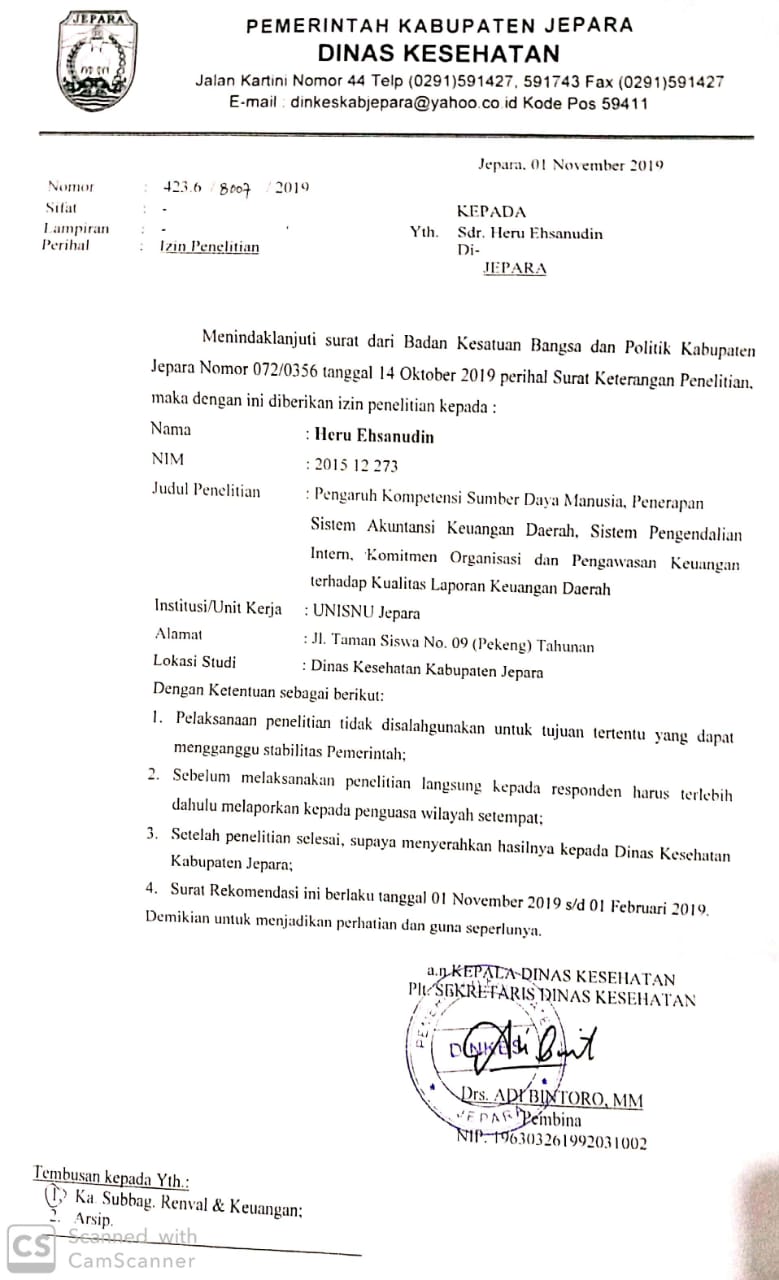 JEPARA
PEMERINTAH KABUPATEN JEPARA
DINAS KESEHATAN
Jalan Kartini Nomor 44 Telp (0291)591427, 591743 Fax (0291)591427
E-mail : dinkeskabjepara@yahoo.co.id Kode Pos 59411
Jepara, 01 November 2019
Nomor : 423.6 / 8007 / 2019
Sifat : -
Lampiran : -
Perihal : Izin Penelitian
KEPADA
Yth. Sdr. Heru Ehsanudin
Di-
JEPARA
Menindaklanjuti surat dari Badan Kesatuan Bangsa dan Politik Kabupaten
Jepara Nomor 072/0356 tanggal 14 Oktober 2019 perihal Surat Keterangan Penelitian,
maka dengan ini diberikan izin penelitian kepada :
Nama : Heru Ehsanudin
NIM : 2015 12 273
Judul Penelitian : Pengaruh Kompetensi Sumber Daya Manusia, Penerapan
Sistem Akuntansi Keuangan Daerah, Sistem Pengendalian
Intern, Komitmen Organisasi dan Pengawasan Keuangan
terhadap Kualitas Laporan Keuangan Daerah
Institusi/Unit Kerja : UNISNU Jepara
Alamat : Jl. Taman Siswa No. 09 (Pekeng) Tahunan
Lokasi Studi : Dinas Kesehatan Kabupaten Jepara
Dengan Ketentuan sebagai berikut:
1. Pelaksanaan penelitian tidak disalahgunakan untuk tujuan tertentu yang dapat
mengganggu stabilitas Pemerintah;
2. Sebelum melaksanakan penelitian langsung kepada responden harus terlebih
dahulu melaporkan kepada penguasa wilayah setempat;
3. Setelah penelitian selesai, supaya menyerahkan hasilnya kepada Dinas Kesehatan
Kabupaten Jepara;
4. Surat Rekomendasi ini berlaku tanggal 01 November 2019 s/d 01 Februari 2019.
Demikian untuk menjadikan perhatian dan guna seperlunya.
a.n KEPALA DINAS KESEHATAN
Plt. SEKRETARIS DINAS KESEHATAN
DINKES
Drs. ADI BINTORO, MM
JEPARA
Pembina
NIP. 196303261992031002
Tembusan kepada Yth.:
1. Ka. Subbag. Renval & Keuangan;
2. Arsip.
CS Scanned with
CamScanner